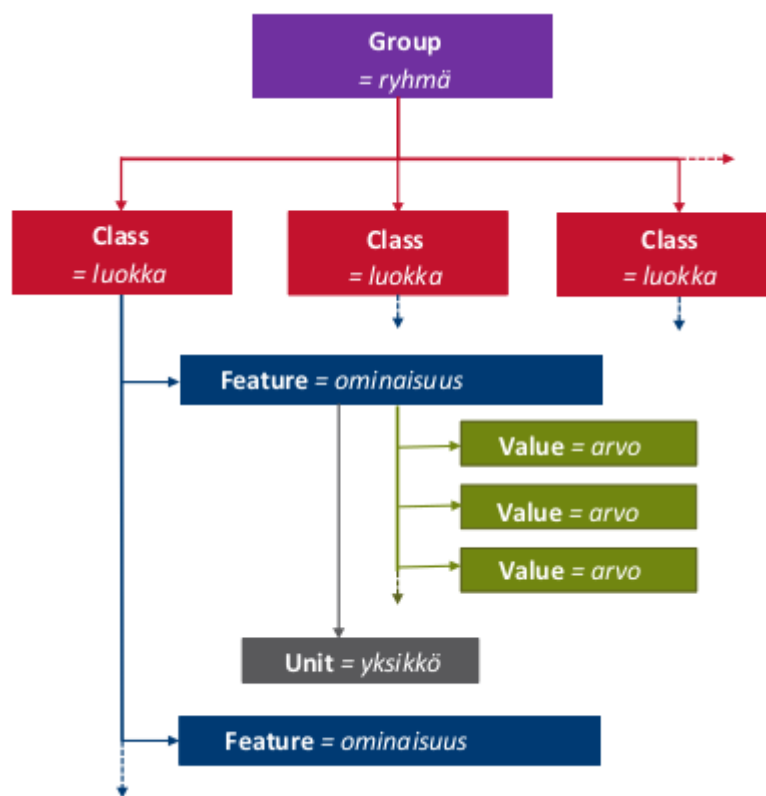 Group
= ryhmä
Class
= luokka
Class
= luokka
Class
= luokka
Feature = ominaisuus
Value = arvo
Value = arvo
Value = arvo
Unit = yksikkö
Feature = ominaisuus